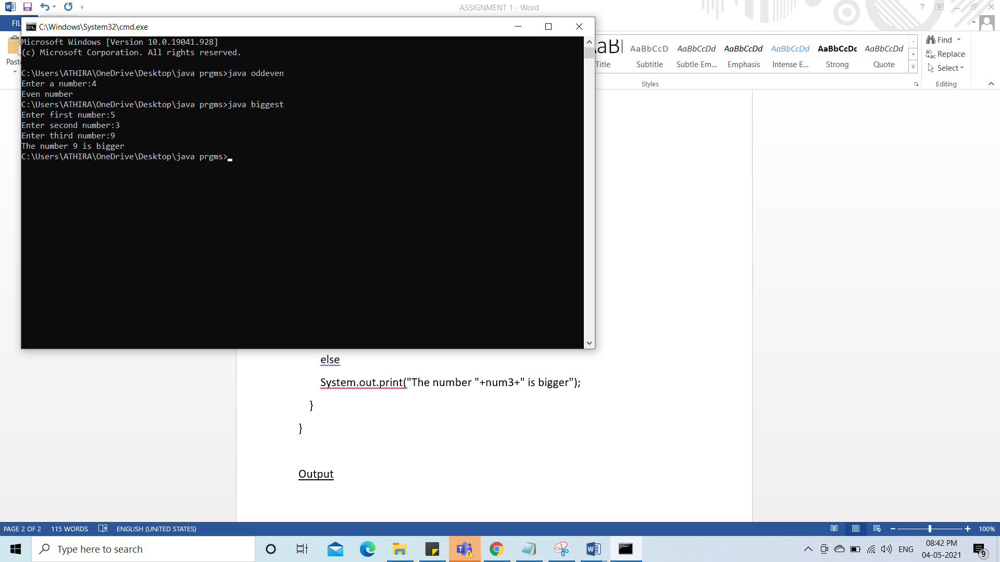 ASSIGNMENT 1 - Word
C:\Windows\System32\cmd.exe
Microsoft Windows [Version 10.0.19041.928]
(c) Microsoft Corporation. All rights reserved.
C:\Users\ATHIRA\OneDrive\Desktop\java prgms>java oddeven
Enter a number:4
Even number
C:\Users\ATHIRA\OneDrive\Desktop\java prgms>java biggest
Enter first number:5
Enter second number:3
Enter third number:9
The number 9 is bigger
C:\Users\ATHIRA\OneDrive\Desktop\java prgms>
FIL
Paste
AaBbCcD AaBbCcDd AaBbCcDd AaBbCcDd AaBbCcDc AaBbCcDd
Title Subtitle Subtle Em... Emphasis Intense E... Strong Quote
Styles
Find
Replace
Select
Editing
else
System.out.print("The number "+num3+" is bigger");
}
}
Output
PAGE 2 OF 2 115 WORDS ENGLISH (UNITED STATES) 100%
Type here to search
ENG
08:42 PM
04-05-2021
9